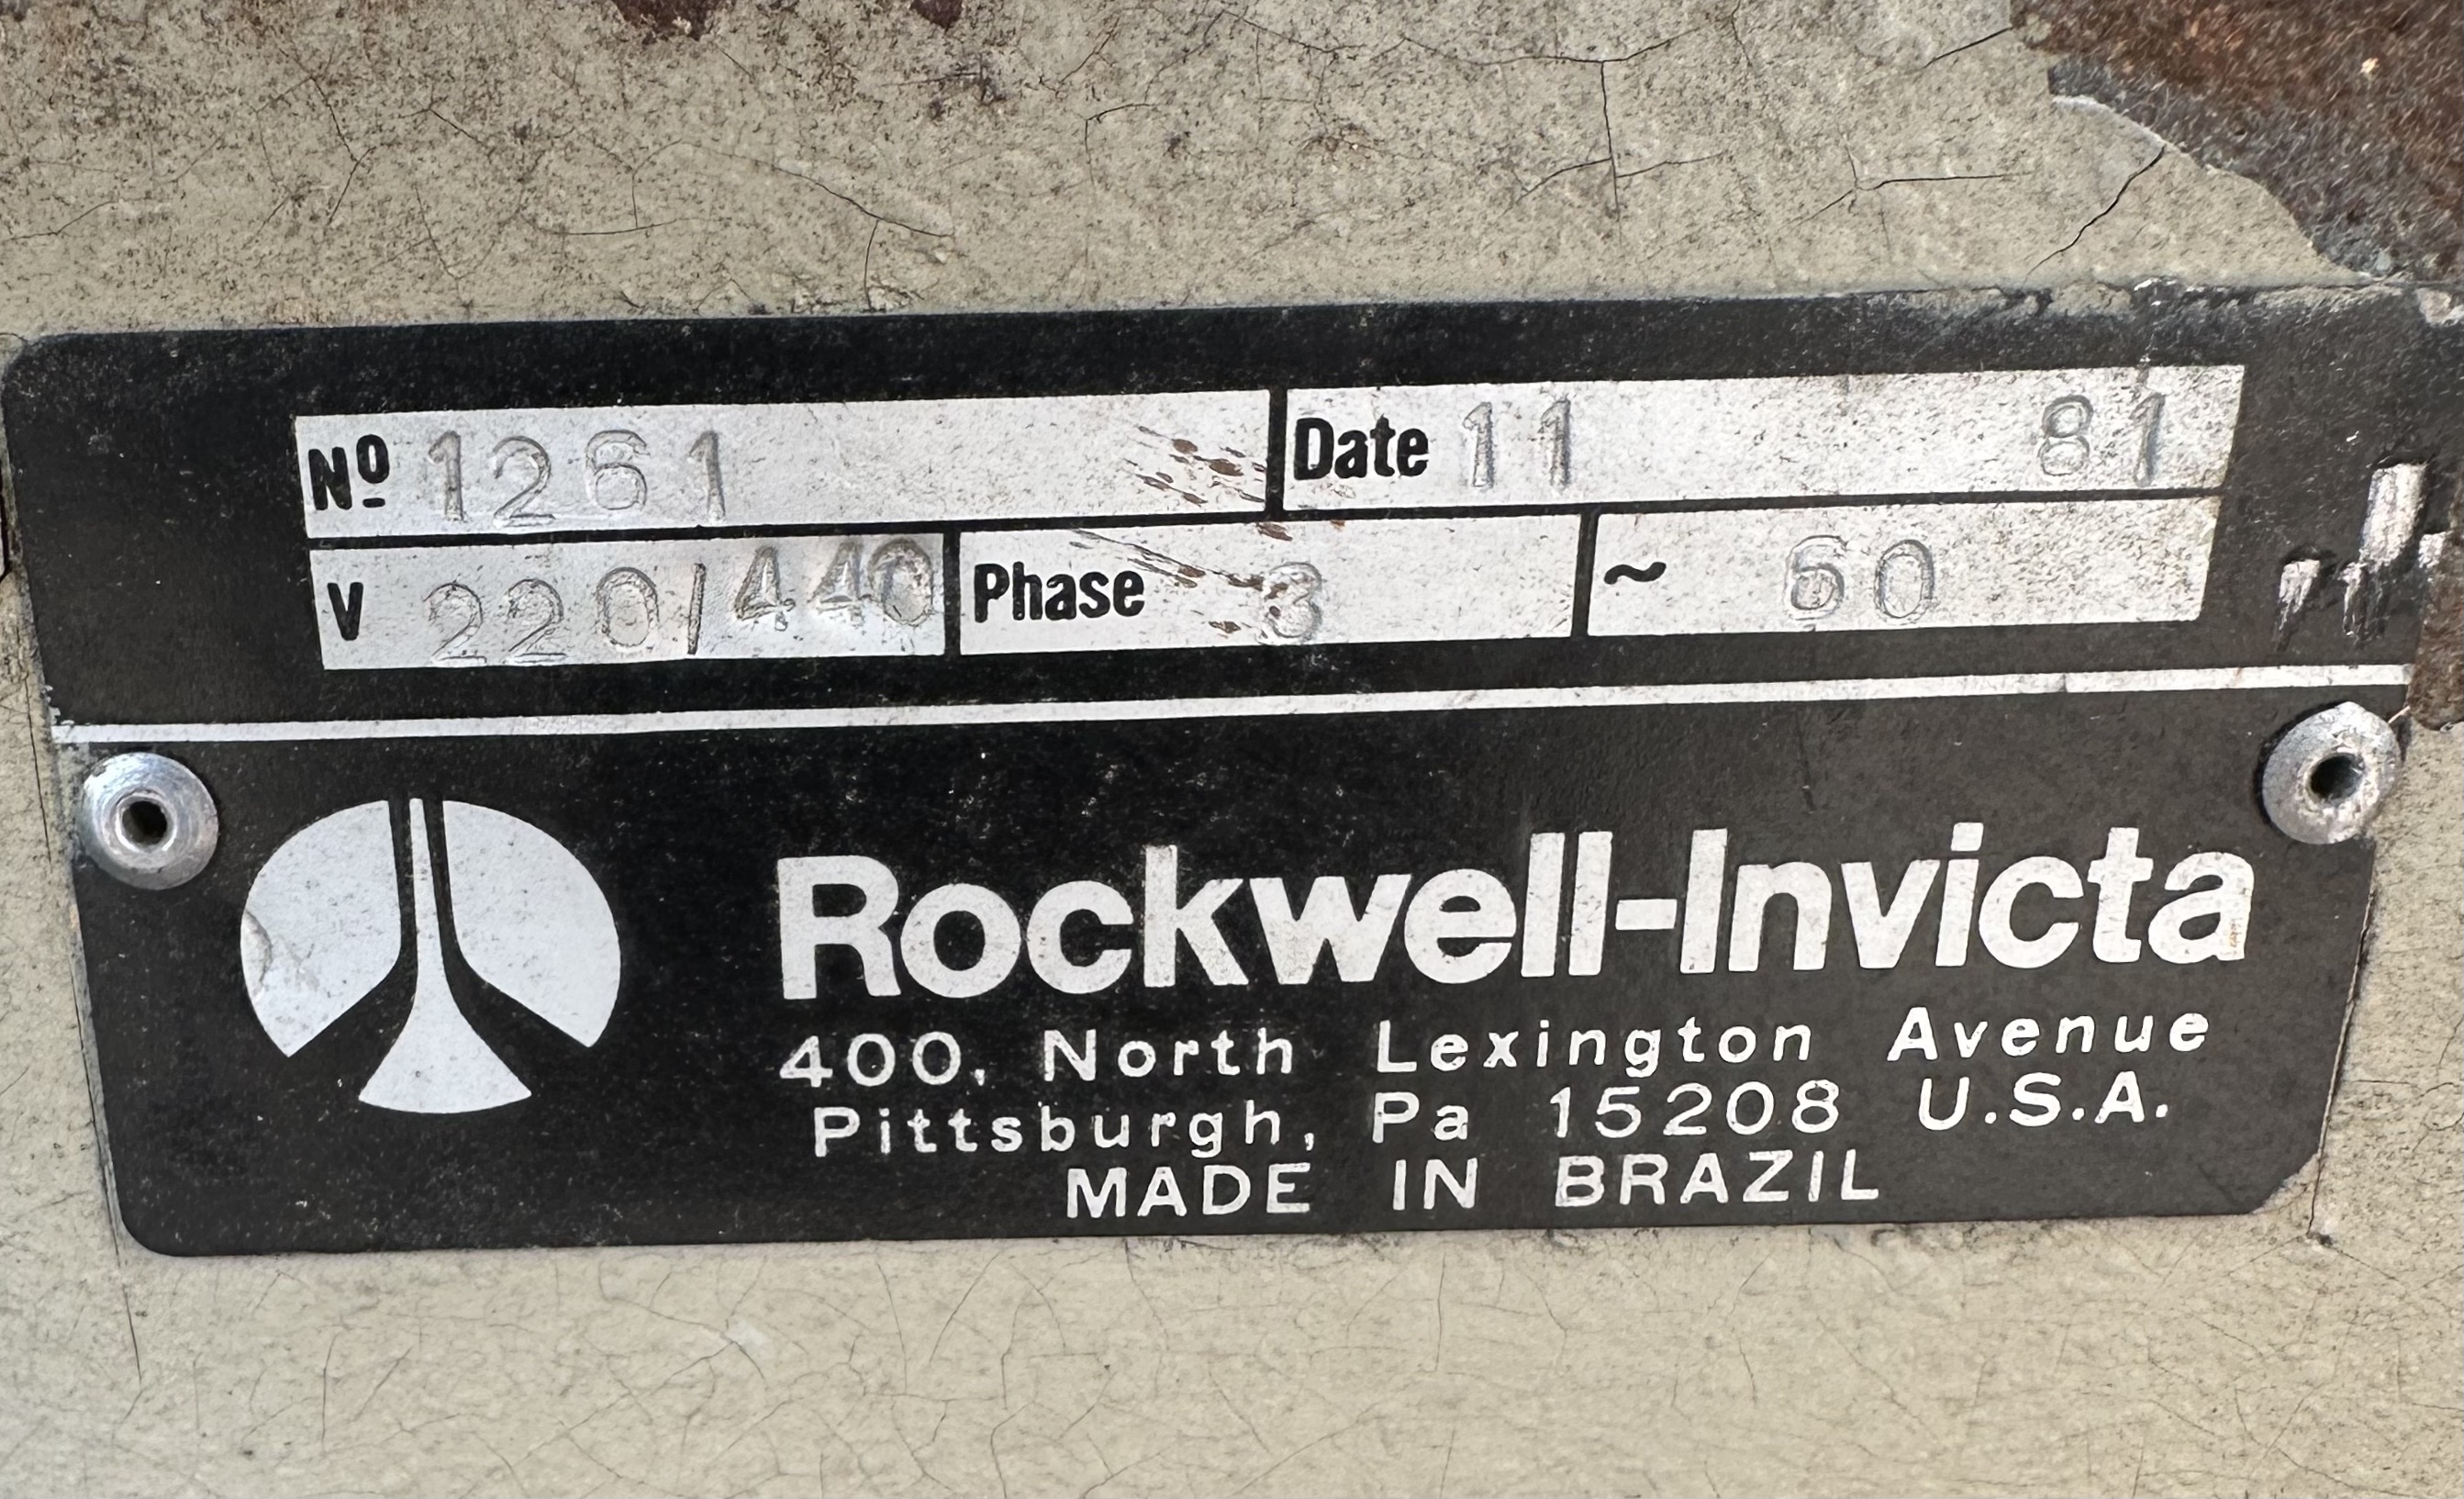 Nº 1261 Date 11 81
V 220/440 Phase 3 ~ 60
Rockwell-Invicta
400, North Lexington Avenue
Pittsburgh, Pa 15208 U.S.A.
MADE IN BRAZIL